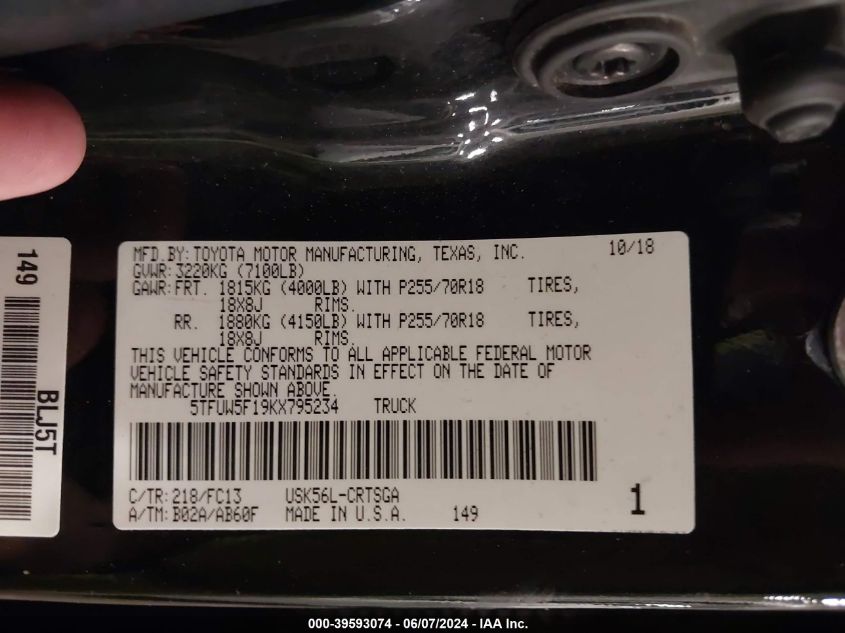 149
BLJ5T
MFD.BY:TOYOTA MOTOR MANUFACTURING, TEXAS, INC. 10/18
GVWR:3220KG (7100LB)
GAWR:FRT. 1815KG (4000LB) WITH P255/70R18 TIRES,
18X8J RIMS.
RR. 1880KG (4150LB) WITH P255/70R18 TIRES,
18X8J RIMS.
THIS VEHICLE CONFORMS TO ALL APPLICABLE FEDERAL MOTOR
VEHICLE SAFETY STANDARDS IN EFFECT ON THE DATE OF
MANUFACTURE SHOWN ABOVE.
5TFUW5F19KX795234 TRUCK
C/TR:218/FC13 USK56L-CRTSGA
A/TM:B02A/AB60F MADE IN U.S.A. 149 1
000-39593074 - 06/07/2024 - IAA Inc.